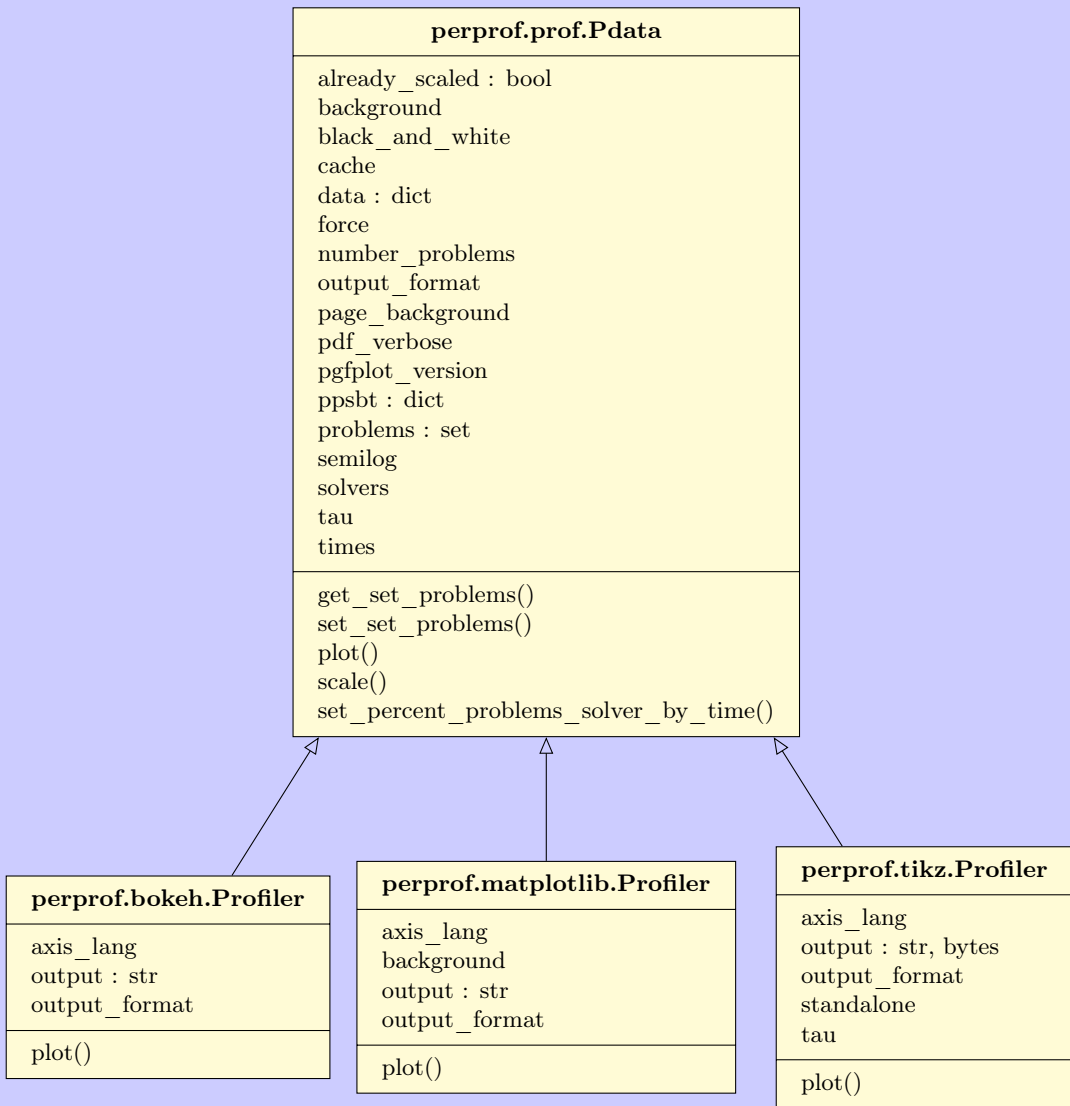 perprof.prof.Pdata
already_scaled : bool
background
black_and_white
cache
data : dict
force
number_problems
output_format
page_background
pdf_verbose
pgfplot_version
ppsbt : dict
problems : set
semilog
solvers
tau
times
get_set_problems()
set_set_problems()
plot()
scale()
set_percent_problems_solver_by_time()
perprof.bokeh.Profiler
axis_lang
output : str
output_format
plot()
perprof.matplotlib.Profiler
axis_lang
background
output : str
output_format
plot()
perprof.tikz.Profiler
axis_lang
output : str, bytes
output_format
standalone
tau
plot()